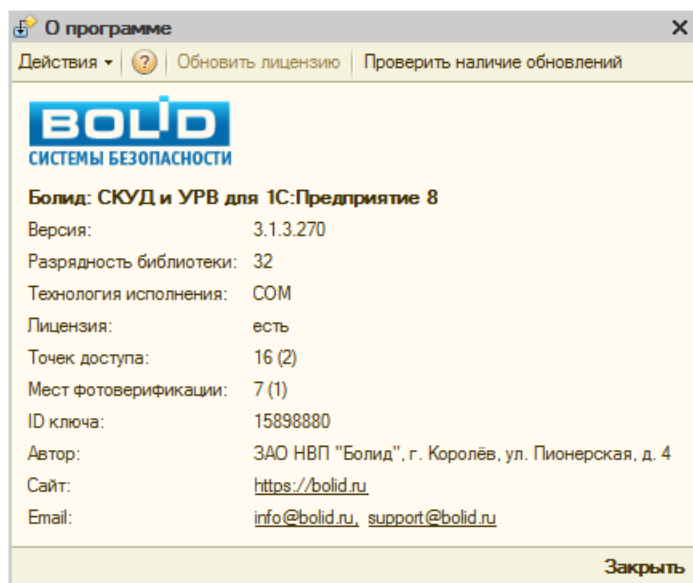 О программе
Действия
Обновить лицензию
Проверить наличие обновлений
BOLID
СИСТЕМЫ БЕЗОПАСНОСТИ
Болид: СКУД и УРВ для 1С:Предприятие 8
Версия: 3.1.3.270
Разрядность библиотеки: 32
Технология исполнения: COM
Лицензия: есть
Точек доступа: 16 (2)
Мест фотоверификации: 7 (1)
ID ключа: 15898880
Автор: ЗАО НВП "Болид", г. Королёв, ул. Пионерская, д. 4
Сайт: https://bolid.ru
Email: info@bolid.ru, support@bolid.ru
Закрыть